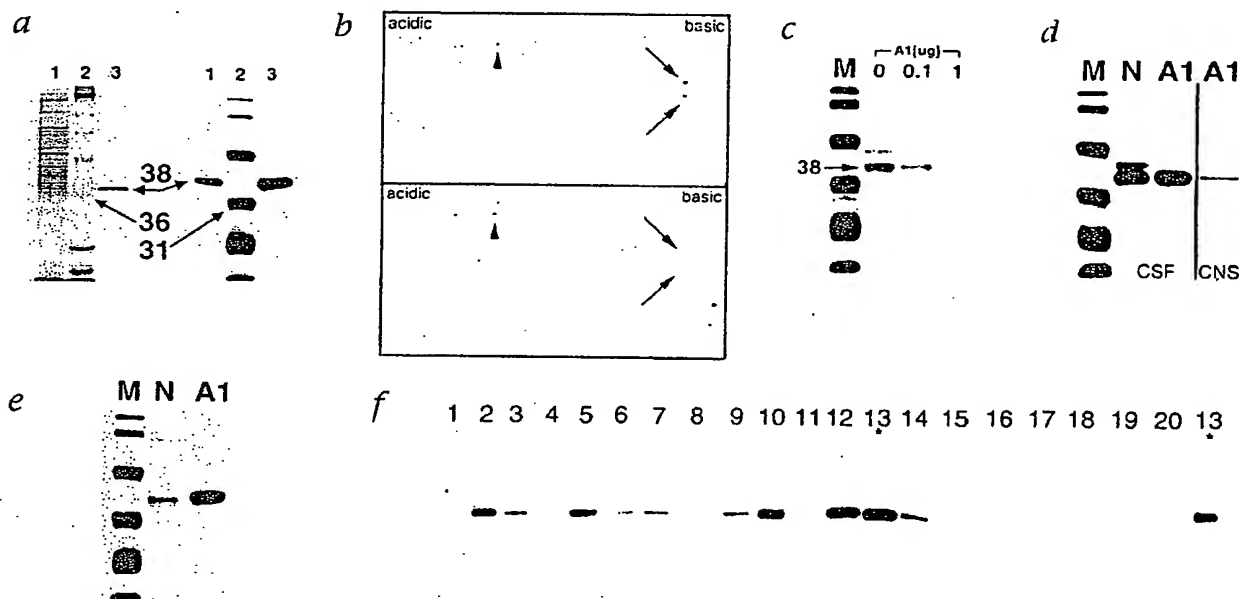 a
1 2 3
1 2 3
38
36
31
b
acidic
basic
acidic
basic
c
A1(ug)
M 0 0.1 1
38
d
M N A1 A1
CSF CNS
e
M N A1
f
1 2 3 4 5 6 7 8 9 10 11 12 13 14 15 16 17 18 19 20 13
* *